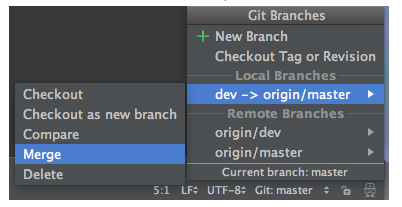 Git Branches
+ New Branch
Checkout Tag or Revision
Local Branches
dev -> origin/master
Remote Branches
origin/dev
origin/master
Current branch: master
Checkout
Checkout as new branch
Compare
Merge
Delete
5:1 LF UTF-8 Git: master